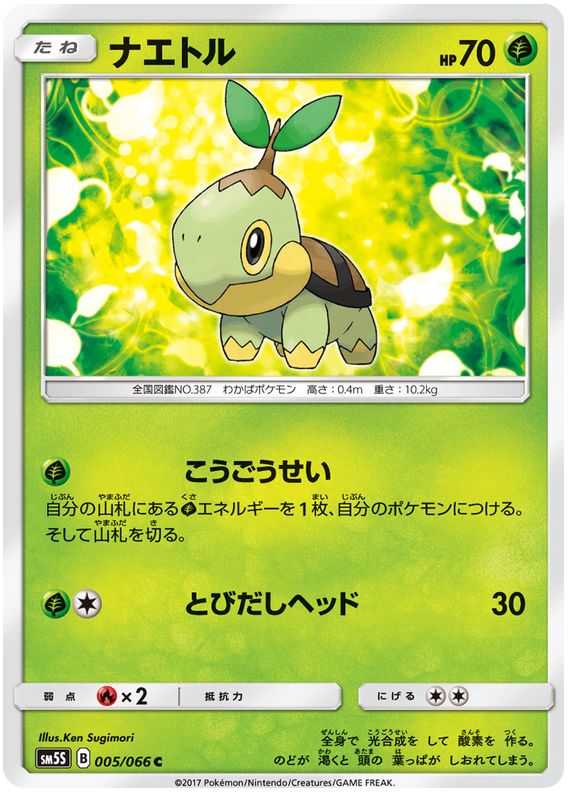 たね ナエトル HP70
全国図鑑NO.387 わかばポケモン 高さ:0.4m 重さ:10.2kg
こうごうせい
自分の山札にあるエネルギーを1枚、自分のポケモンにつける。
そして山札を切る。
とびだしヘッド 30
弱点 ×2 抵抗力 にげる
Illus.Ken Sugimori
全身で 光合成を して 酸素を 作る。
のどが 渇くと 頭の 葉っぱが しおれてしまう。
SM5S B 005/066 C
©2017 Pokémon/Nintendo/Creatures/GAME FREAK.